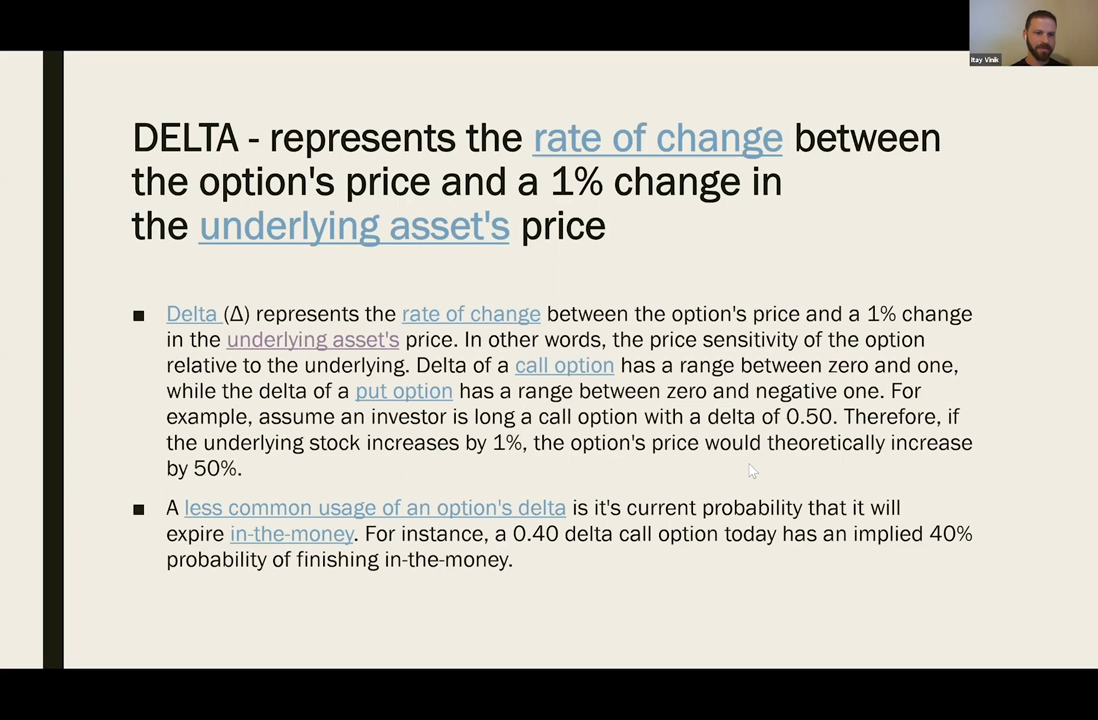 Itay Vinik
DELTA - represents the rate of change between
the option's price and a 1% change in
the underlying asset's price
■ Delta (Δ) represents the rate of change between the option's price and a 1% change
in the underlying asset's price. In other words, the price sensitivity of the option
relative to the underlying. Delta of a call option has a range between zero and one,
while the delta of a put option has a range between zero and negative one. For
example, assume an investor is long a call option with a delta of 0.50. Therefore, if
the underlying stock increases by 1%, the option's price would theoretically increase
by 50%.
■ A less common usage of an option's delta is it's current probability that it will
expire in-the-money. For instance, a 0.40 delta call option today has an implied 40%
probability of finishing in-the-money.